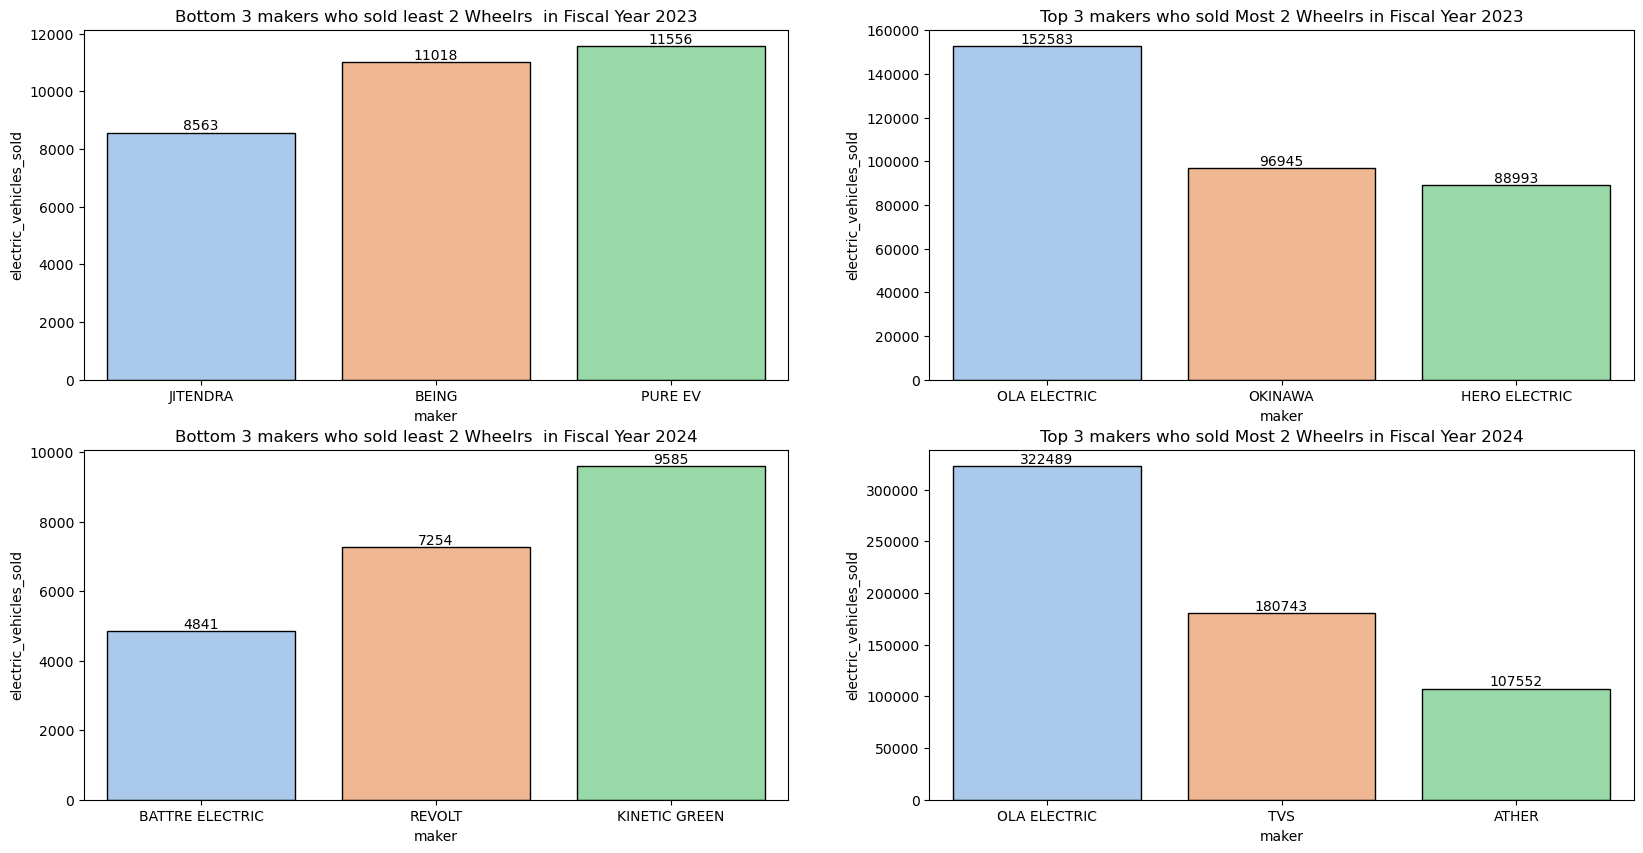 Bottom 3 makers who sold least 2 Wheelrs  in Fiscal Year 2023
12000
10000
8000
6000
4000
2000
0
electric_vehicles_sold
8563
11018
11556
JITENDRA
BEING
PURE EV
maker
Top 3 makers who sold Most 2 Wheelrs in Fiscal Year 2023
160000
140000
120000
100000
80000
60000
40000
20000
0
electric_vehicles_sold
152583
96945
88993
OLA ELECTRIC
OKINAWA
HERO ELECTRIC
maker
Bottom 3 makers who sold least 2 Wheelrs  in Fiscal Year 2024
10000
8000
6000
4000
2000
0
electric_vehicles_sold
4841
7254
9585
BATTRE ELECTRIC
REVOLT
KINETIC GREEN
maker
Top 3 makers who sold Most 2 Wheelrs in Fiscal Year 2024
300000
250000
200000
150000
100000
50000
0
electric_vehicles_sold
322489
180743
107552
OLA ELECTRIC
TVS
ATHER
maker